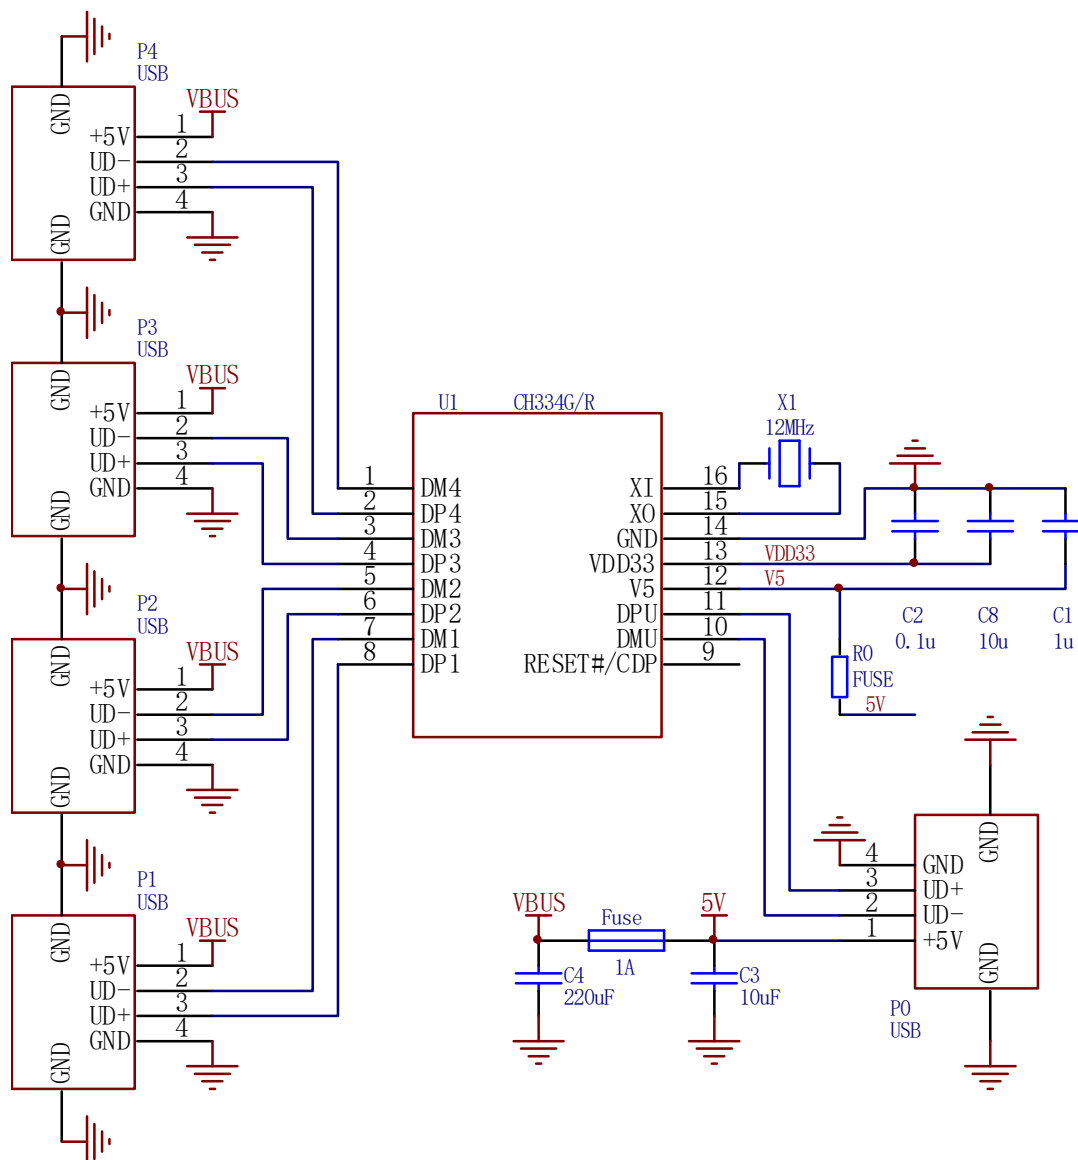 P4
USB
GND
VBUS
+5V 1
UD- 2
UD+ 3
GND 4
GND
P3
USB
GND
VBUS
+5V 1
UD- 2
UD+ 3
GND 4
GND
P2
USB
GND
VBUS
+5V 1
UD- 2
UD+ 3
GND 4
GND
P1
USB
GND
VBUS
+5V 1
UD- 2
UD+ 3
GND 4
GND
U1 CH334G/R
1 DM4
2 DP4
3 DM3
4 DP3
5 DM2
6 DP2
7 DM1
8 DP1
XI 16
XO 15
GND 14
VDD33 13 VDD33
V5 12 V5
DPU 11
DMU 10
RESET#/CDP 9
X1
12MHz
C2
0.1u
C8
10u
C1
1u
R0
FUSE
5V
GND
4 GND
3 UD+
2 UD-
1 +5V
GND
P0
USB
VBUS
Fuse
1A
5V
C4
220uF
C3
10uF